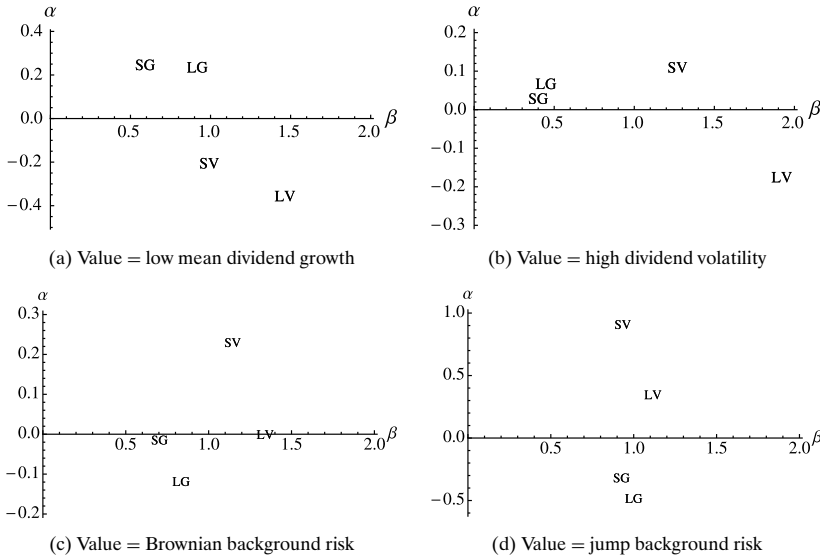 α
0.4
SG LG
0.2
0.0
0.5 1.0 1.5 2.0 β
SV
−0.2
LV
−0.4
(a) Value = low mean dividend growth
α
0.2
SV
0.1
LG
SG
0.0
0.5 1.0 1.5 2.0 β
−0.1
LV
−0.2
−0.3
(b) Value = high dividend volatility
α
0.3
SV
0.2
0.1
0.0
SG LV
0.5 1.0 1.5 2.0 β
−0.1
LG
−0.2
(c) Value = Brownian background risk
α
1.0
SV
0.5
LV
0.0
0.5 1.0 1.5 2.0 β
SG
−0.5
LG
(d) Value = jump background risk